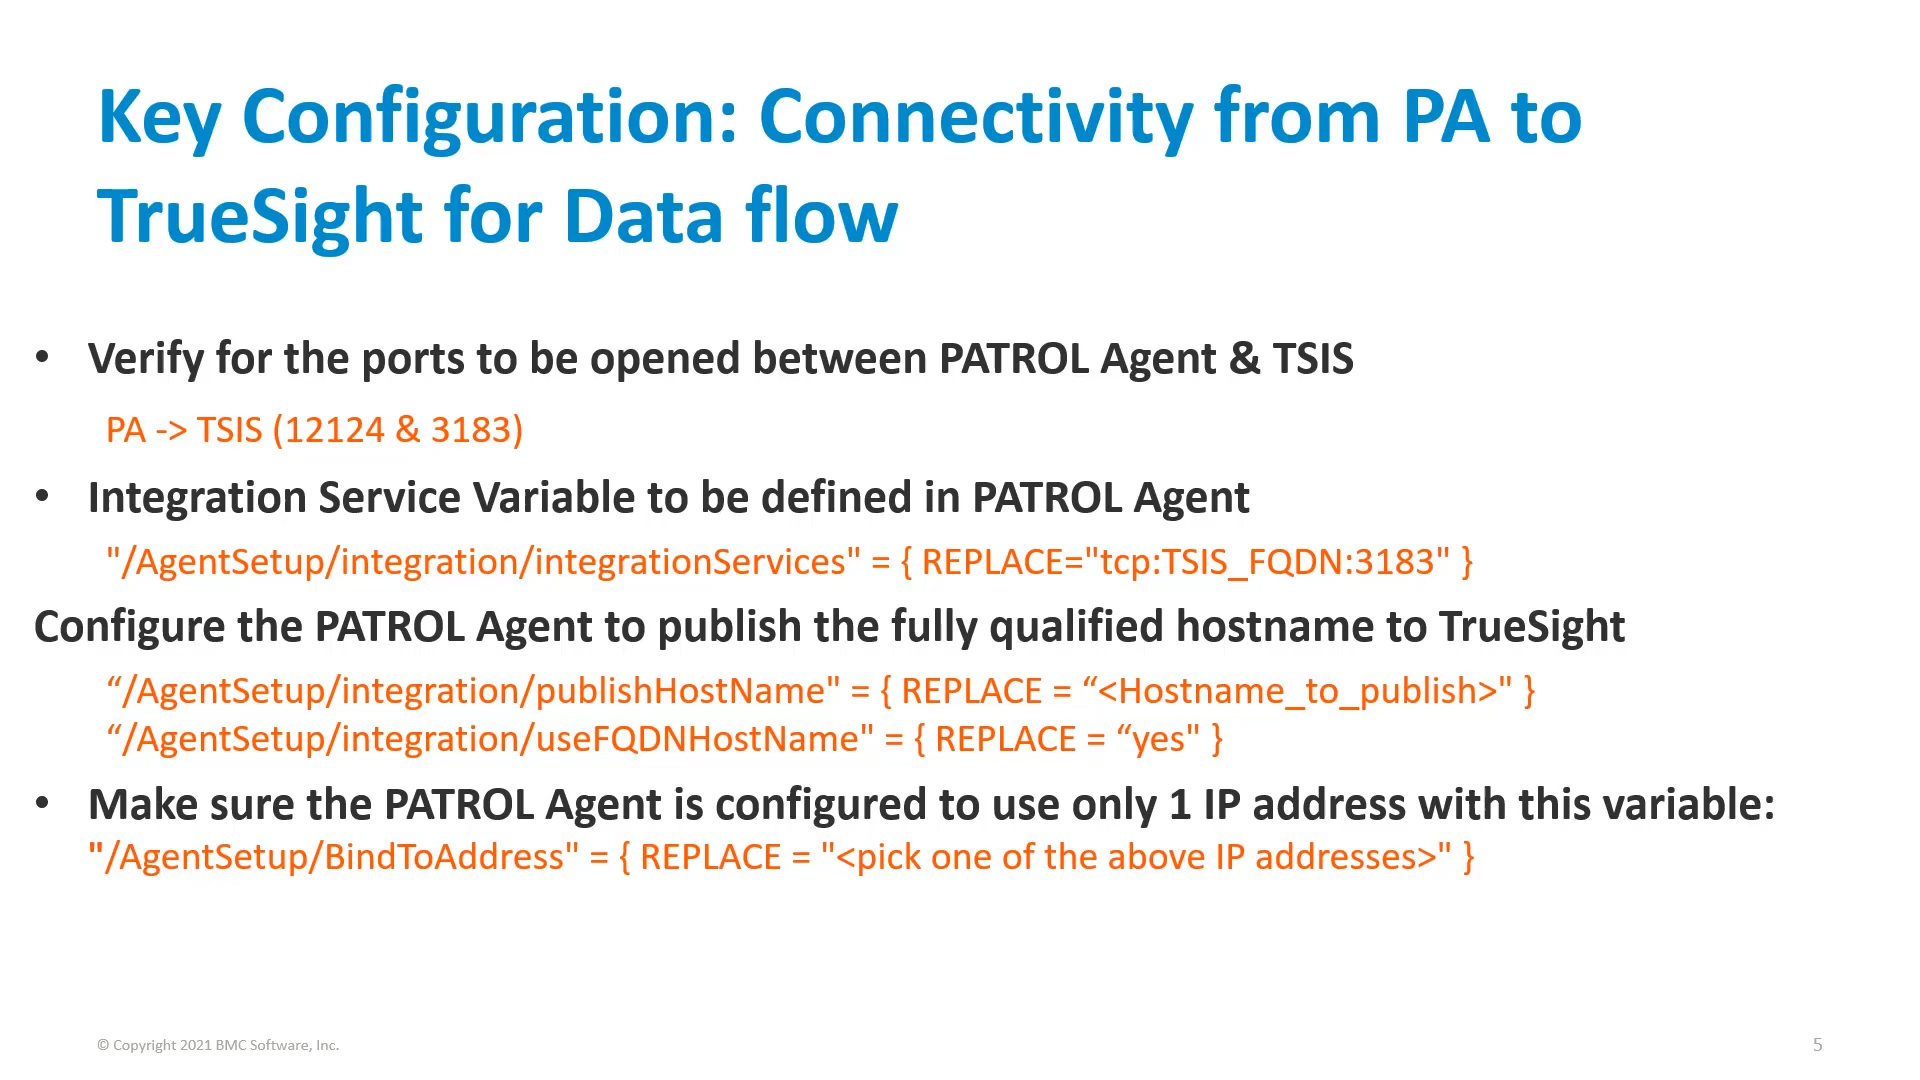 Key Configuration: Connectivity from PA to
TrueSight for Data flow
• Verify for the ports to be opened between PATROL Agent & TSIS
PA -> TSIS (12124 & 3183)
• Integration Service Variable to be defined in PATROL Agent
"/AgentSetup/integration/integrationServices" = { REPLACE="tcp:TSIS_FQDN:3183" }
Configure the PATROL Agent to publish the fully qualified hostname to TrueSight
“/AgentSetup/integration/publishHostName" = { REPLACE = “<Hostname_to_publish>" }
“/AgentSetup/integration/useFQDNHostName" = { REPLACE = “yes" }
• Make sure the PATROL Agent is configured to use only 1 IP address with this variable:
"/AgentSetup/BindToAddress" = { REPLACE = "<pick one of the above IP addresses>" }
© Copyright 2021 BMC Software, Inc.
5